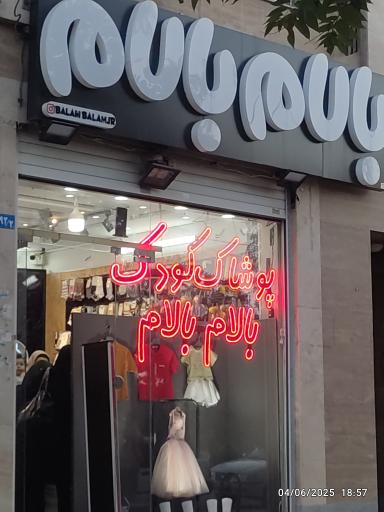 بالام بالام
BALAM BALAMJR
پوشاک کودک
بالام بالام
04/06/2025 18:57